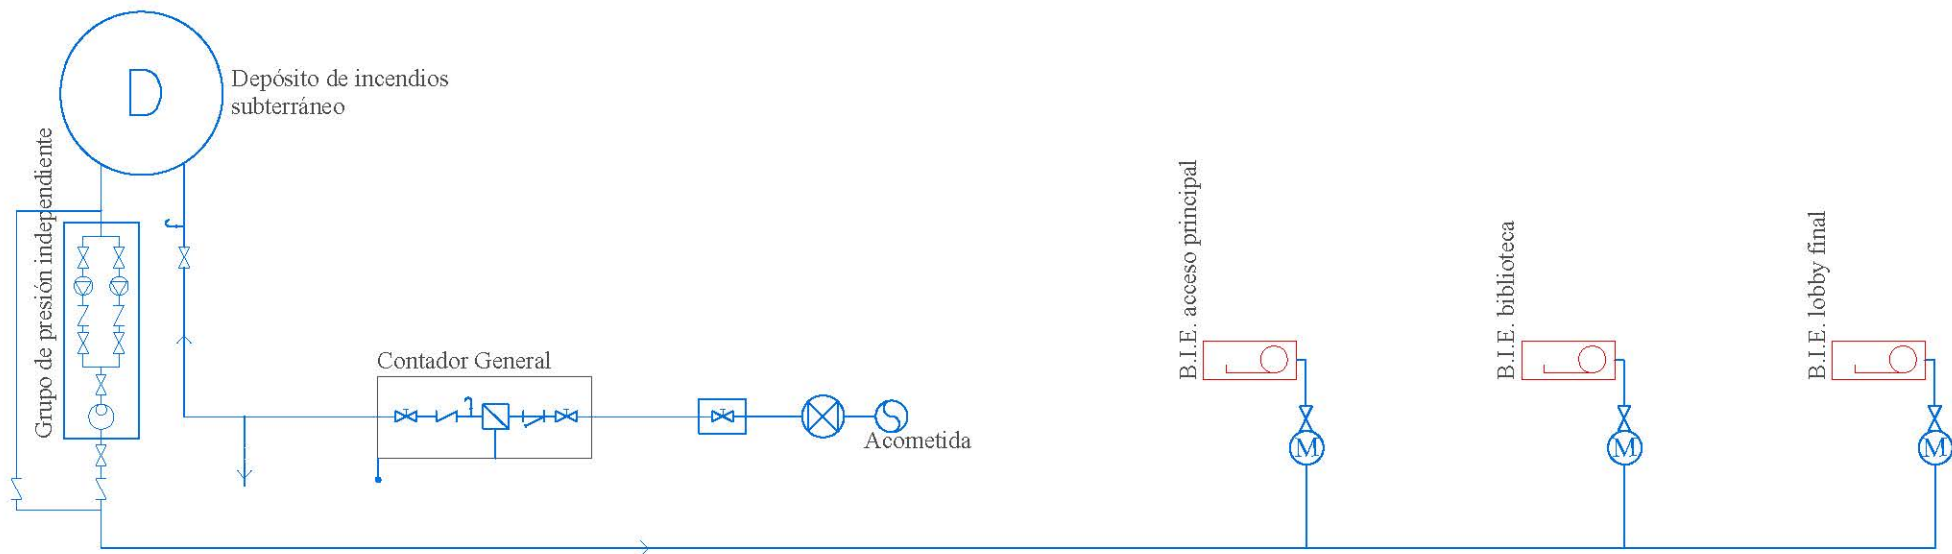 D
Depósito de incendios
subterráneo
Grupo de presión independiente
Contador General
Acometida
B.I.E. acceso principal
M
B.I.E. biblioteca
M
B.I.E. lobby final
M